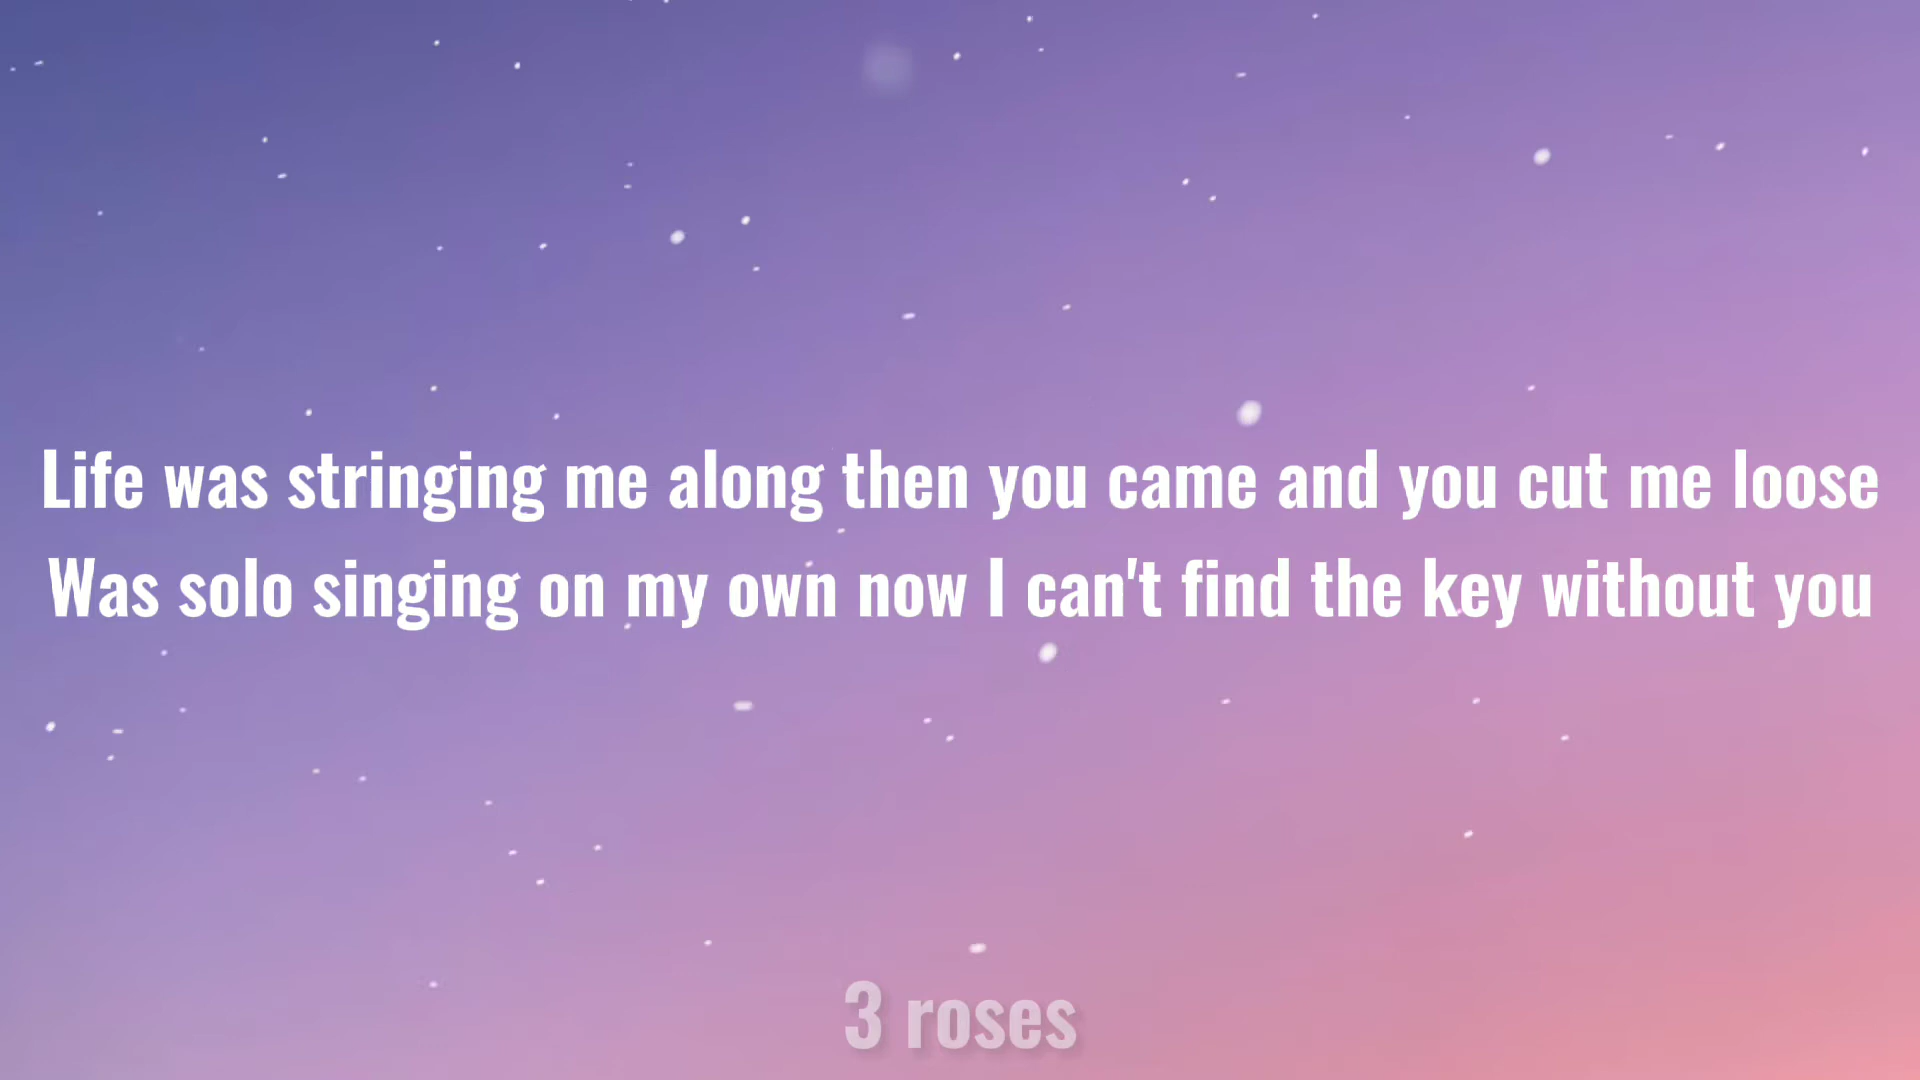 Life was stringing me along then you came and you cut me loose
Was solo singing on my own now I can't find the key without you
3 roses